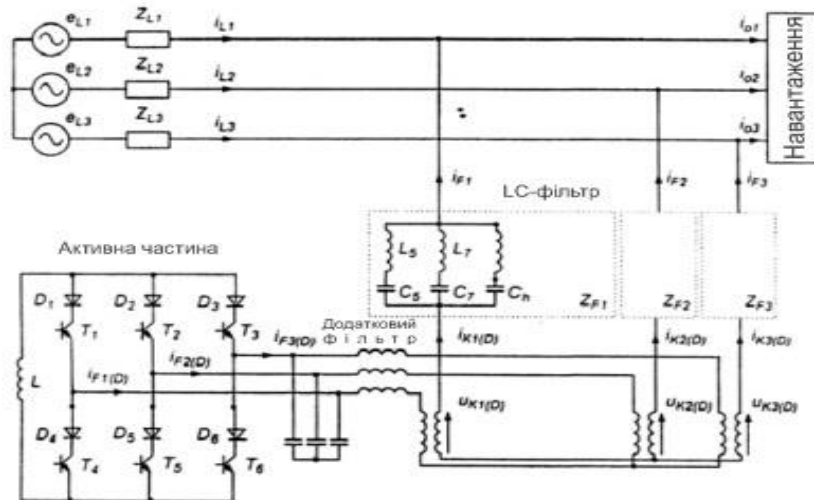 e_L1 Z_L1 i_L1 i_o1
e_L2 Z_L2 i_L2 i_o2
e_L3 Z_L3 i_L3 i_o3
Навантаження
i_F1 i_F2 i_F3
LC-фільтр
Активна частина
L_5 L_7
C_5 C_7 C_h
Z_F1 Z_F2 Z_F3
D_1 D_2 D_3
T_1 T_2 T_3
Додатковий
фільтр
i_F3(D) i_K1(D) i_K2(D) i_K3(D)
i_F2(D)
L i_F1(D)
u_K1(D) u_K2(D) u_K3(D)
D_4 D_5 D_6
T_4 T_5 T_6